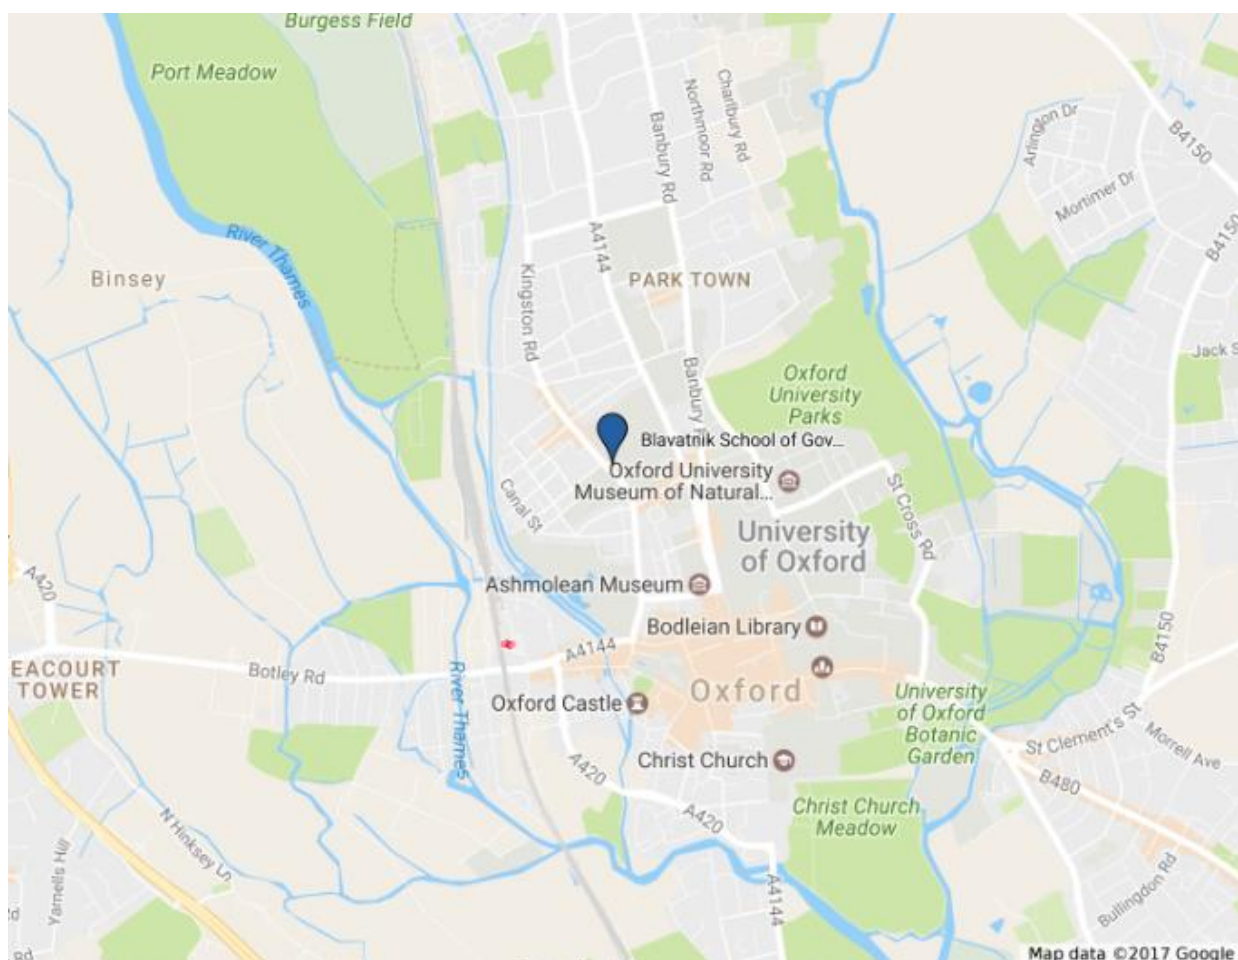 Burgess Field
Port Meadow
Charlbury Rd
Northmoor Rd
Banbury Rd
Arlington Dr
B4150
Mortimer Dr
B4150
River Thames
A4144
Binsey
Kingston Rd
PARK TOWN
Jack S
Banbury R
Oxford
University
Parks
Blavatnik School of Gov...
Oxford University
Museum of Natural...
Canal St
St Cross Rd
University
of Oxford
A420
Ashmolean Museum
Bodleian Library
B4150
A4144
EACOURT
TOWER
Botley Rd
River Thames
Oxford Castle
Oxford
University
of Oxford
Botanic
Garden
St Clement's St
Morrell Ave
Christ Church
A420
B480
A420
Christ Church
Meadow
N Hinksey Ln
Yarnells Hill
A4144
Bullingdon Rd
Rd
Rd
Map data ©2017 Google